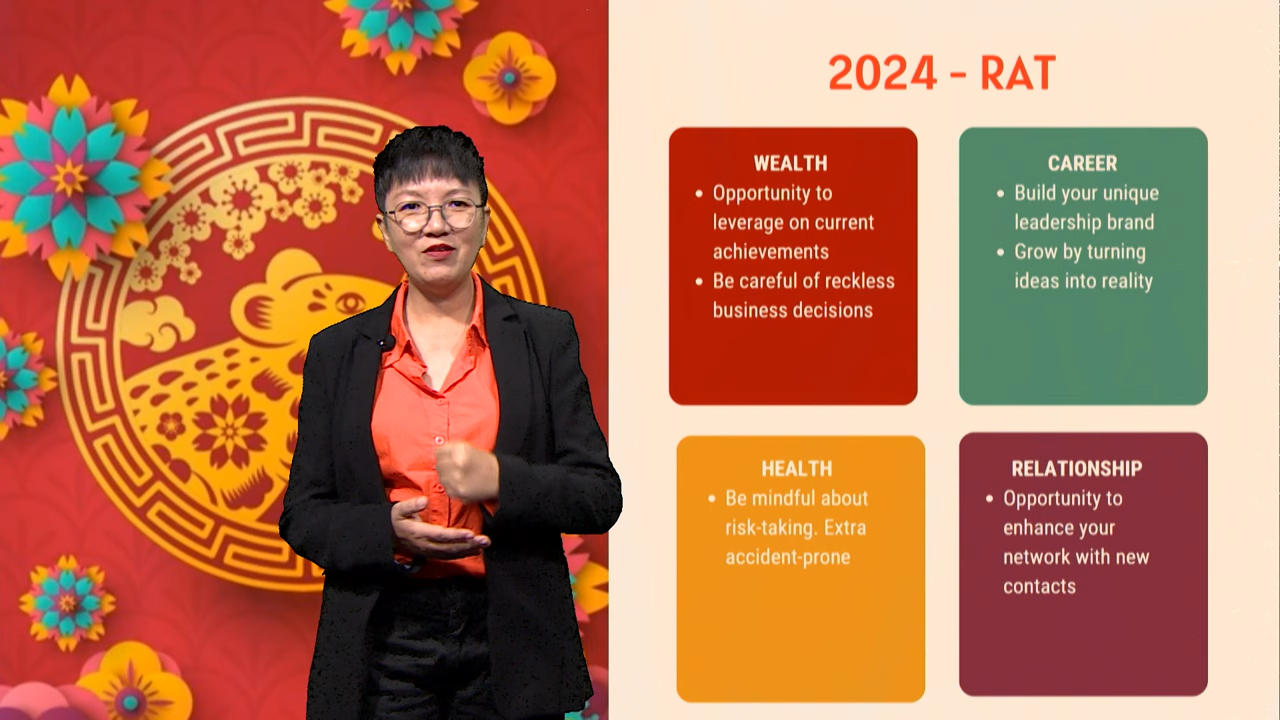 2024 - RAT
WEALTH
• Opportunity to
leverage on current
achievements
• Be careful of reckless
business decisions
CAREER
• Build your unique
leadership brand
• Grow by turning
ideas into reality
HEALTH
• Be mindful about
risk-taking. Extra
accident-prone
RELATIONSHIP
• Opportunity to
enhance your
network with new
contacts